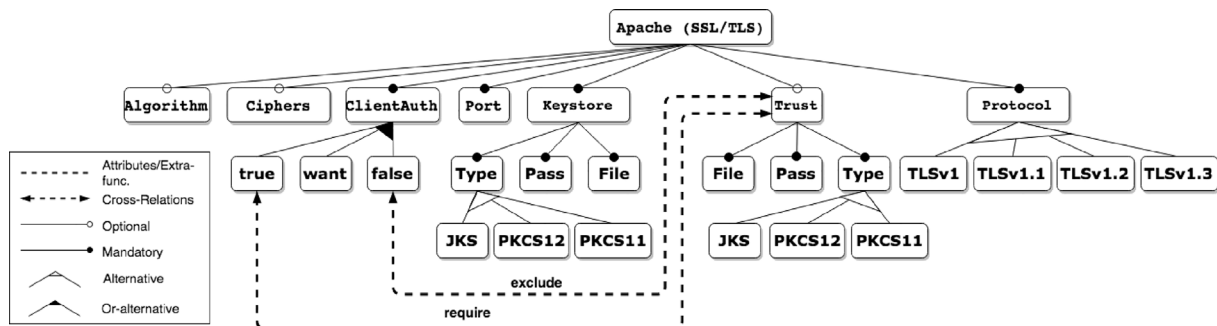 Apache (SSL/TLS)
Algorithm
Ciphers
ClientAuth
Port
Keystore
Trust
Protocol
true
want
false
Type
Pass
File
File
Pass
Type
TLSv1
TLSv1.1
TLSv1.2
TLSv1.3
JKS
PKCS12
PKCS11
JKS
PKCS12
PKCS11
exclude
require
Attributes/Extra-
func.
Cross-Relations
Optional
Mandatory
Alternative
Or-alternative